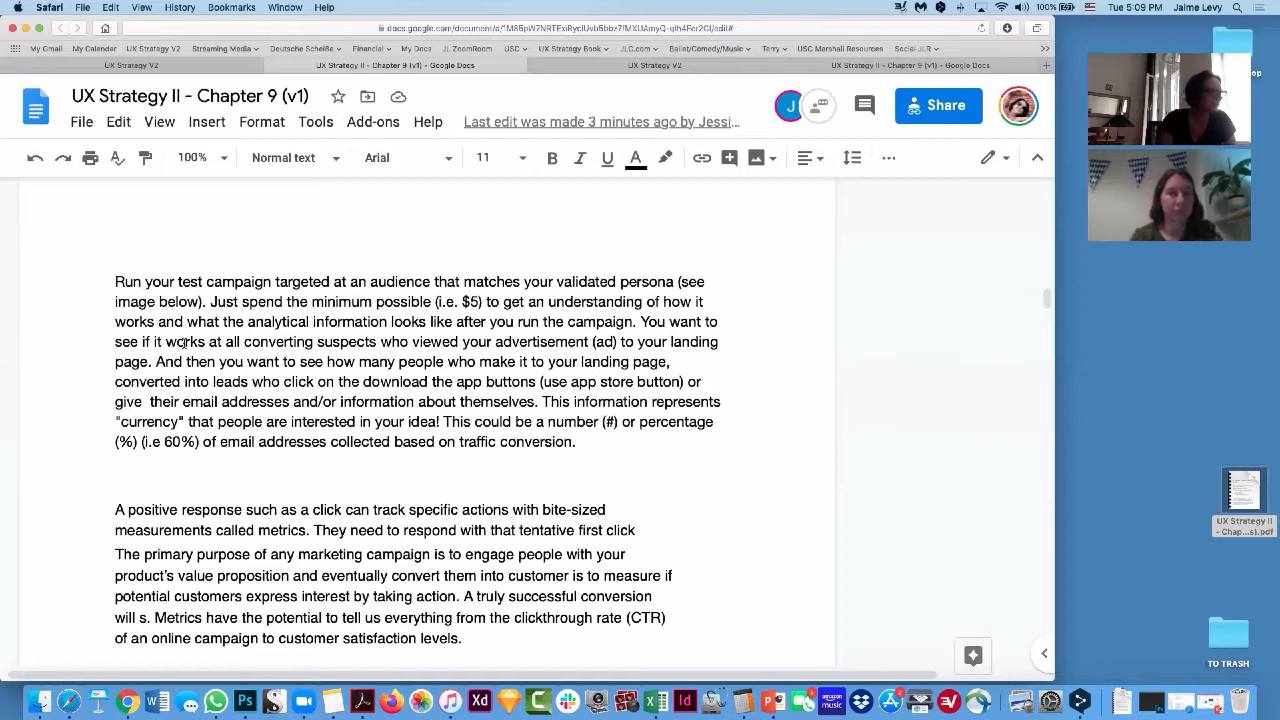 Safari File Edit View History Bookmarks Window Help 100% Tue 5:09 PM Jaime Levy
My Gmail My Calendar UX Strategy V2 Streaming Media Deutsche Scheiße Financial My Docs JL ZoomRoom USC UX Strategy Book JLC.com Ballet/Comedy/Music Terry USC Marshall Resources Social JLR
UX Strategy V2 UX Strategy II - Chapter 9 (v1) - Google Docs UX Strategy V2 UX Strategy II - Chapter 9 (v1) - Google Docs
UX Strategy II - Chapter 9 (v1)
J
Share
File Edit View Insert Format Tools Add-ons Help Last edit was made 3 minutes ago by Jessi...
100% Normal text Arial 11 B I U A
Run your test campaign targeted at an audience that matches your validated persona (see
image below). Just spend the minimum possible (i.e. $5) to get an understanding of how it
works and what the analytical information looks like after you run the campaign. You want to
see if it works at all converting suspects who viewed your advertisement (ad) to your landing
page. And then you want to see how many people who make it to your landing page,
converted into leads who click on the download the app buttons (use app store button) or
give  their email addresses and/or information about themselves. This information represents
"currency" that people are interested in your idea! This could be a number (#) or percentage
(%) (i.e 60%) of email addresses collected based on traffic conversion.
A positive response such as a click can track specific actions with bite-sized
measurements called metrics. They need to respond with that tentative first click
The primary purpose of any marketing campaign is to engage people with your
product's value proposition and eventually convert them into customer is to measure if
potential customers express interest by taking action. A truly successful conversion
will s. Metrics have the potential to tell us everything from the clickthrough rate (CTR)
of an online campaign to customer satisfaction levels.
UX Strategy II
- Chap...s).pdf
TO TRASH
Xd
Id
amazon
music